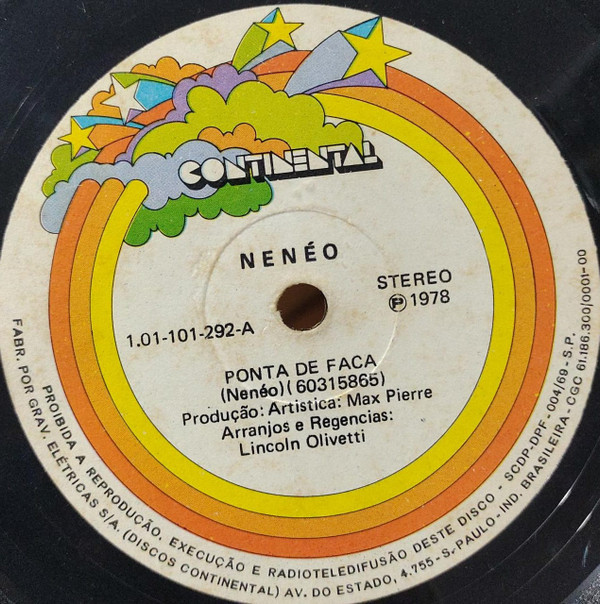 CONTINENTAL
NENÉO
STEREO
Ⓟ 1978
1.01-101-292-A
PONTA DE FACA
(Nenéo) (60315865)
Produção: Artistica: Max Pierre
Arranjos e Regencias:
Lincoln Olivetti
PROIBIDA A REPRODUÇÃO, EXECUÇÃO E RADIOTELEDIFUSÃO DESTE DISCO - SCDP-DPF - 004/69 - S.P.
FABR. POR GRAV. ELÉTRICAS S/A. (DISCOS CONTINENTAL) AV. DO ESTADO, 4.755 - S. PAULO - IND. BRASILEIRA - CGC 61.186.300/0001-00